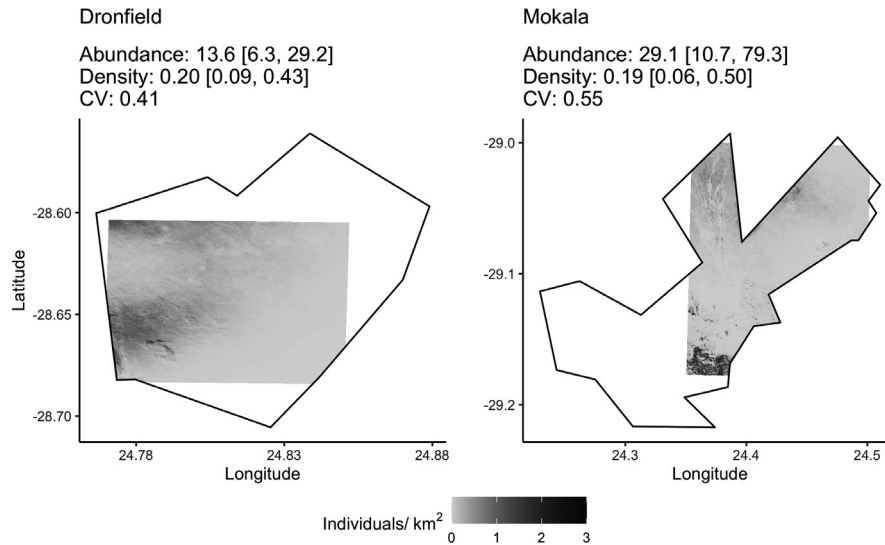 Dronfield
Abundance: 13.6 [6.3, 29.2]
Density: 0.20 [0.09, 0.43]
CV: 0.41
Latitude
-28.60
-28.65
-28.70
24.78 24.83 24.88
Longitude
Mokala
Abundance: 29.1 [10.7, 79.3]
Density: 0.19 [0.06, 0.50]
CV: 0.55
-29.0
-29.1
-29.2
24.3 24.4 24.5
Longitude
Individuals/ km²
0 1 2 3